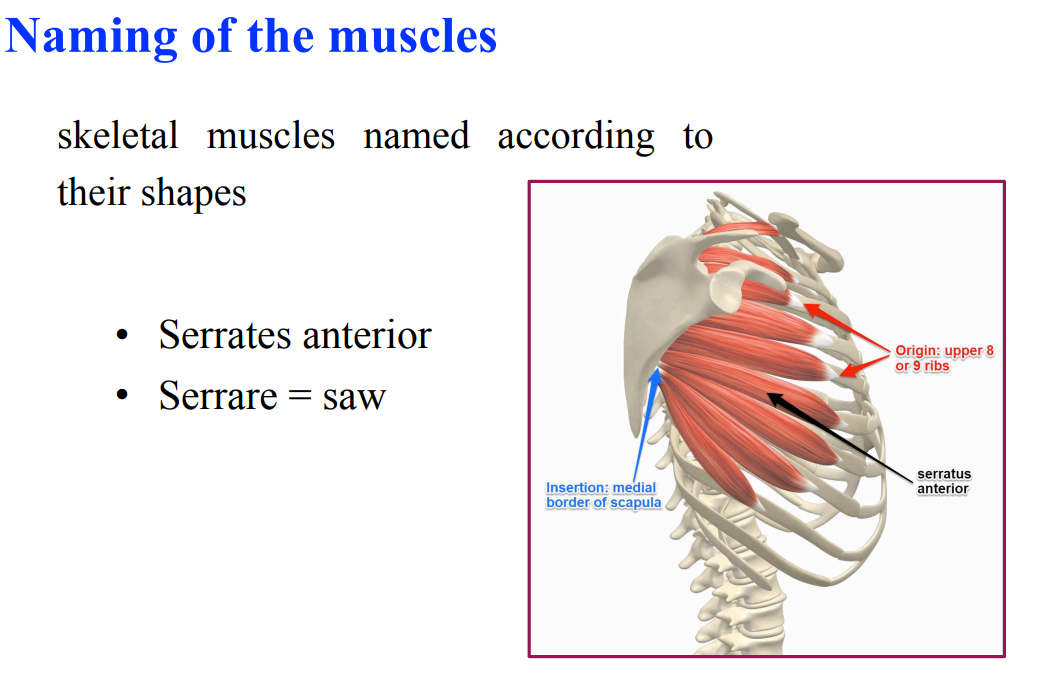 Naming of the muscles
skeletal muscles named according to
their shapes
• Serrates anterior
• Serrare = saw
Origin: upper 8
or 9 ribs
serratus
anterior
Insertion: medial
border of scapula